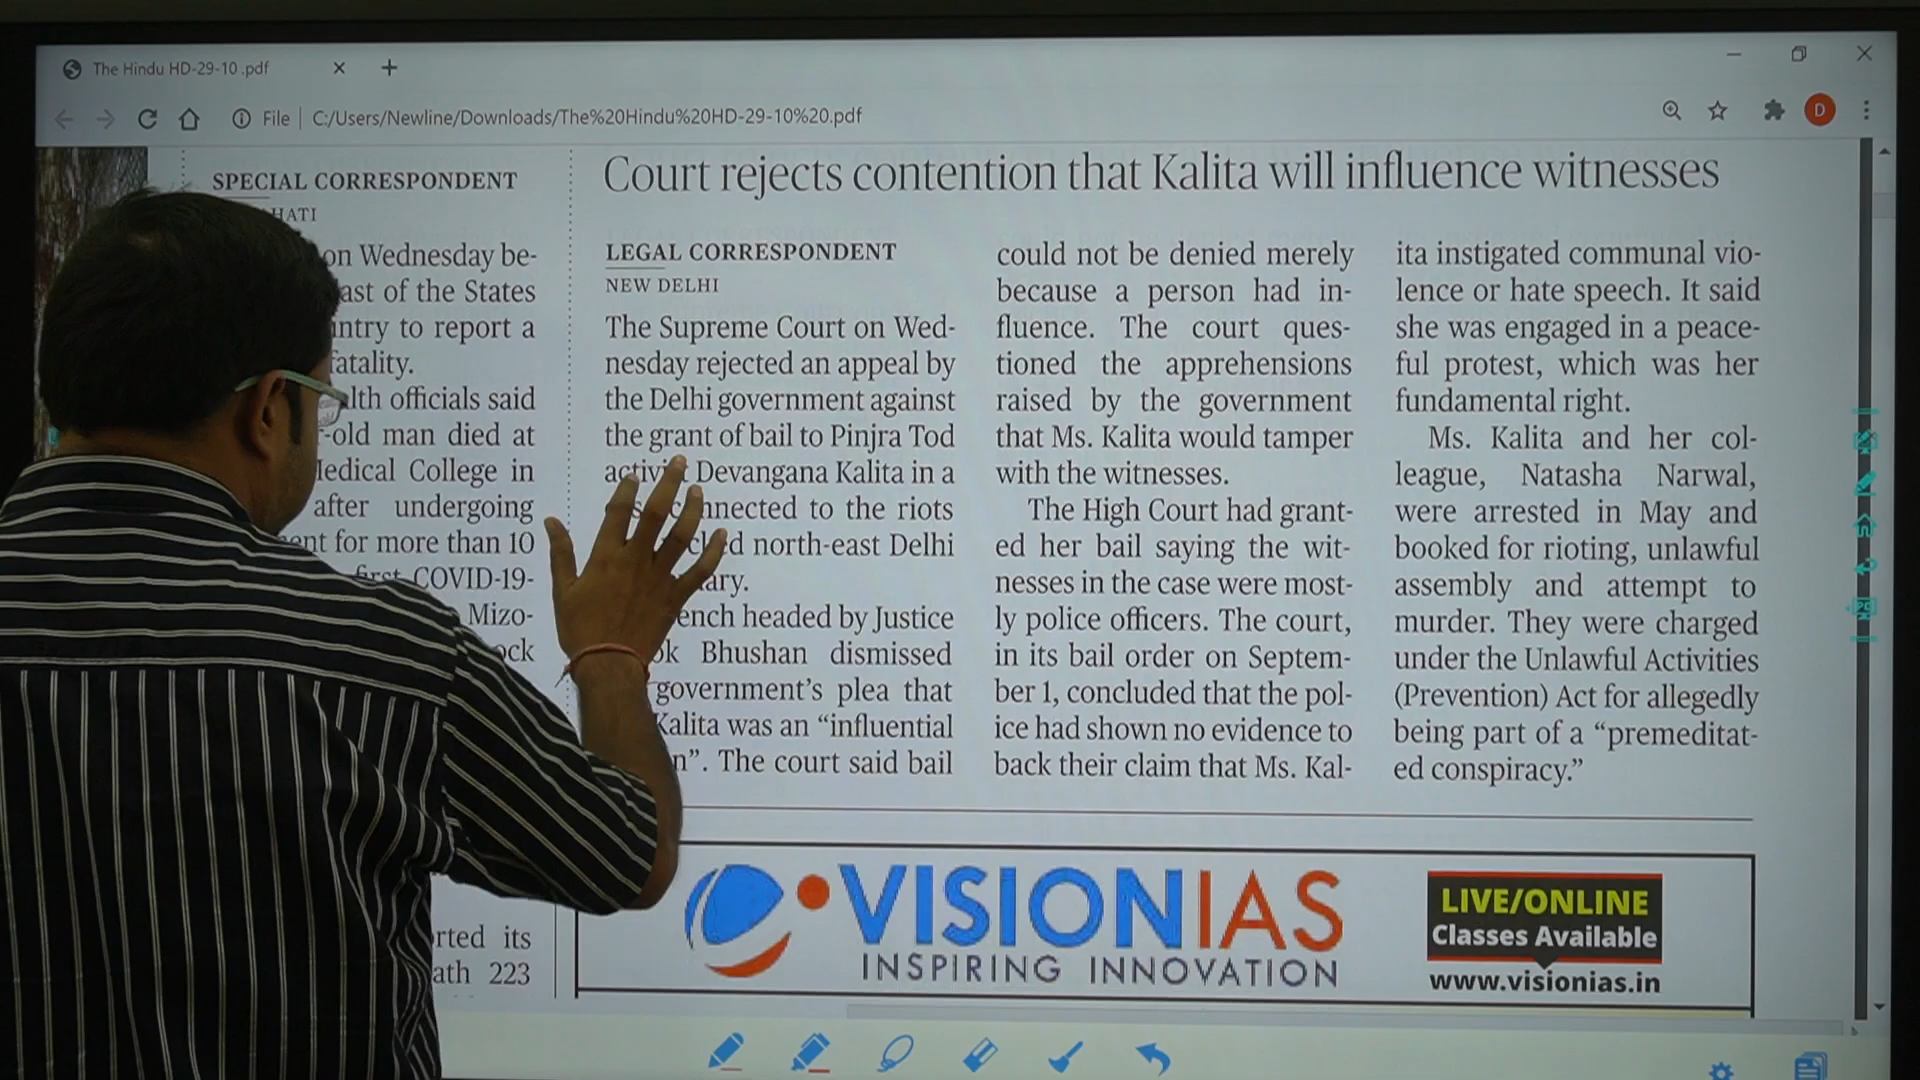 The Hindu HD-29-10 .pdf
File
C:/Users/Newline/Downloads/The%20Hindu%20HD-29-10%20.pdf
D
SPECIAL CORRESPONDENT
HATI
on Wednesday be-
ast of the States
ntry to report a
fatality.
lth officials said
-old man died at
edical College in
after undergoing
ent for more than 10
first COVID-19-
Mizo-
ock
rted its
ath 223
Court rejects contention that Kalita will influence witnesses
LEGAL CORRESPONDENT
NEW DELHI
The Supreme Court on Wed-
nesday rejected an appeal by
the Delhi government against
the grant of bail to Pinjra Tod
activi Devangana Kalita in a
nnected to the riots
d north-east Delhi
ary.
ench headed by Justice
ok Bhushan dismissed
government's plea that
Kalita was an “influential
n”. The court said bail
could not be denied merely
because a person had in-
fluence. The court ques-
tioned the apprehensions
raised by the government
that Ms. Kalita would tamper
with the witnesses.
The High Court had grant-
ed her bail saying the wit-
nesses in the case were most-
ly police officers. The court,
in its bail order on Septem-
ber 1, concluded that the pol-
ice had shown no evidence to
back their claim that Ms. Kal-
ita instigated communal vio-
lence or hate speech. It said
she was engaged in a peace-
ful protest, which was her
fundamental right.
Ms. Kalita and her col-
league, Natasha Narwal,
were arrested in May and
booked for rioting, unlawful
assembly and attempt to
murder. They were charged
under the Unlawful Activities
(Prevention) Act for allegedly
being part of a “premeditat-
ed conspiracy.”
VISIONIAS
INSPIRING INNOVATION
LIVE/ONLINE
Classes Available
www.visionias.in